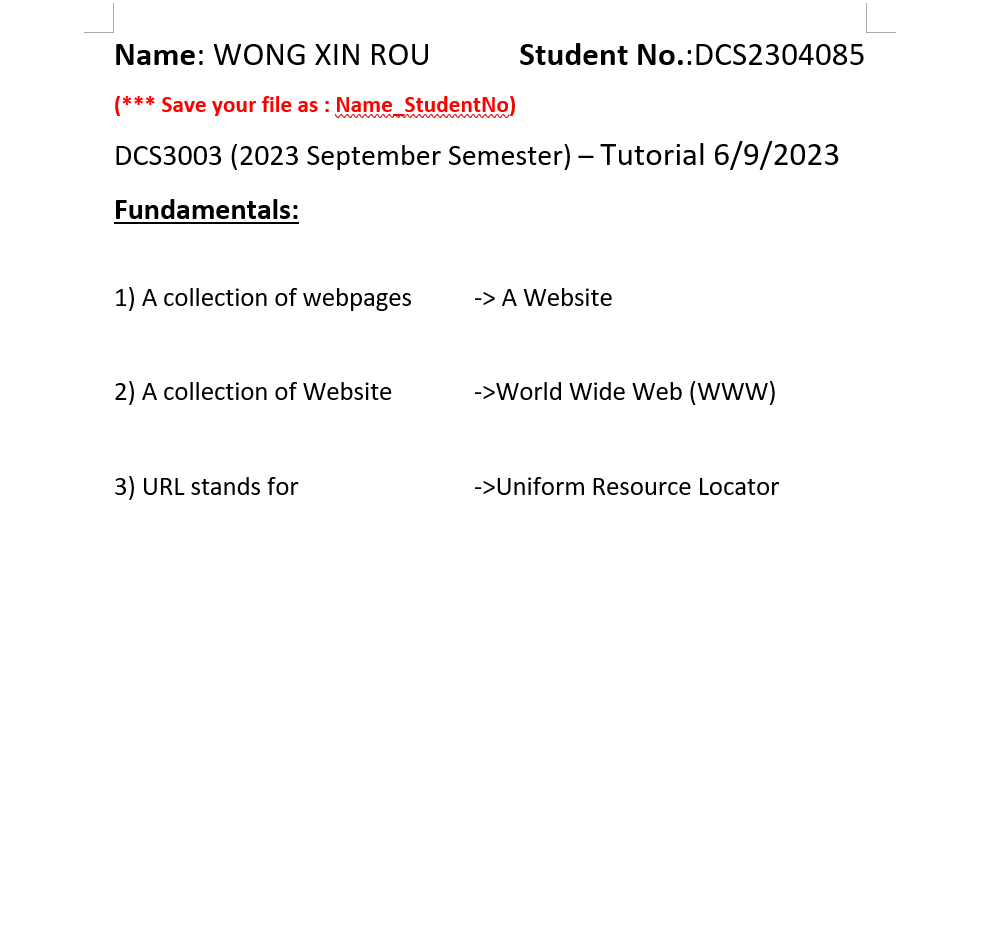 Name: WONG XIN ROU Student No.:DCS2304085
(*** Save your file as : Name_StudentNo)
DCS3003 (2023 September Semester) – Tutorial 6/9/2023
Fundamentals:
1) A collection of webpages -> A Website
2) A collection of Website ->World Wide Web (WWW)
3) URL stands for ->Uniform Resource Locator